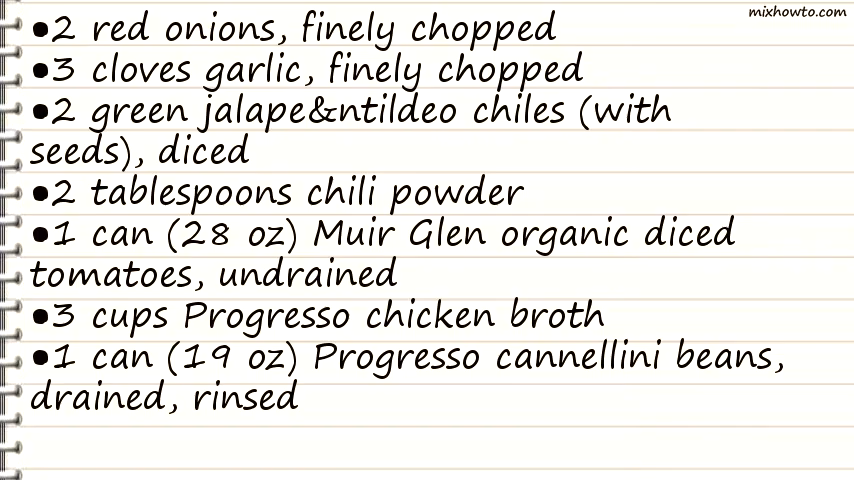 mixhowto.com
•2 red onions, finely chopped
•3 cloves garlic, finely chopped
•2 green jalape&ntildeo chiles (with
seeds), diced
•2 tablespoons chili powder
•1 can (28 oz) Muir Glen organic diced
tomatoes, undrained
•3 cups Progresso chicken broth
•1 can (19 oz) Progresso cannellini beans,
drained, rinsed